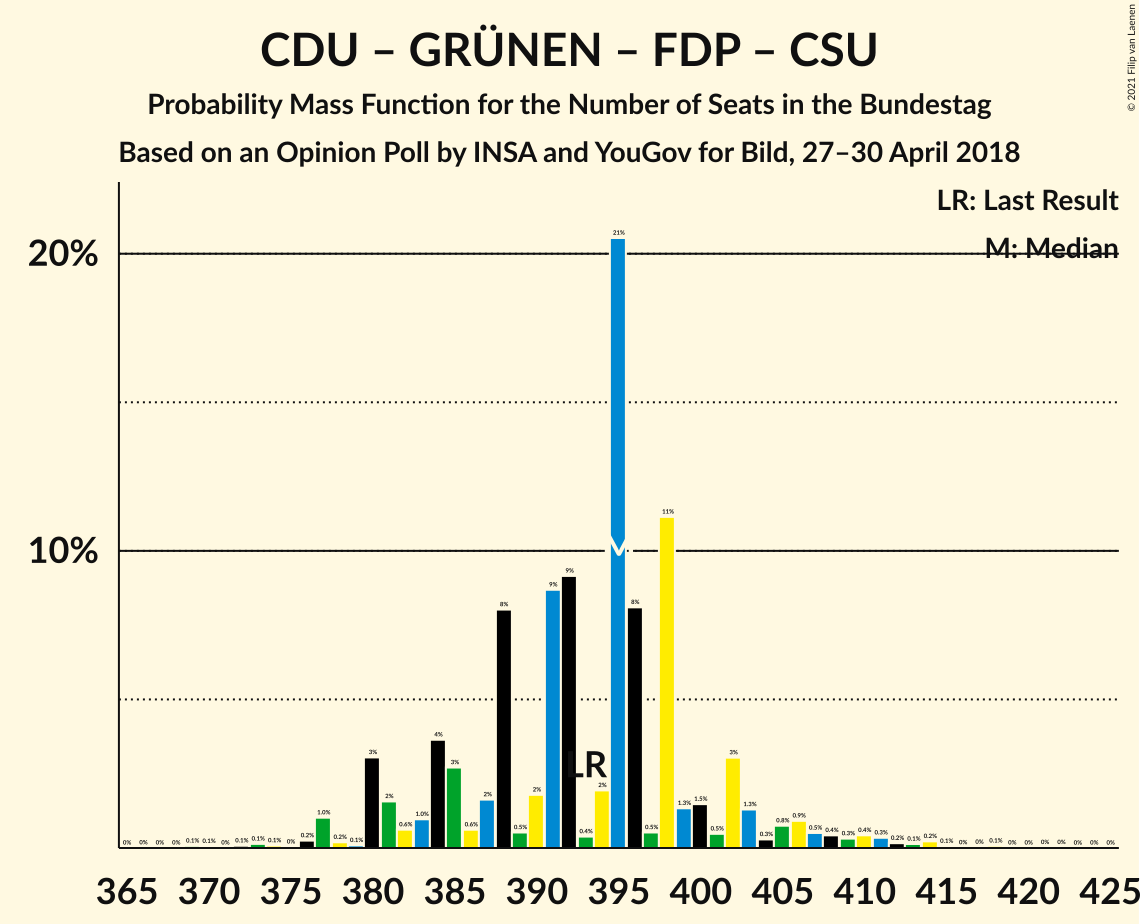 CDU – GRÜNEN – FDP – CSU
Probability Mass Function for the Number of Seats in the Bundestag
Based on an Opinion Poll by INSA and YouGov for Bild, 27–30 April 2018
© 2021 Filip van Laenen
LR: Last Result
M: Median
20%
10%
0% 0% 0% 0% 0.1% 0.1% 0% 0.1% 0.1% 0.1% 0% 0.2% 1.0% 0.2% 0.1% 3% 2% 0.6% 1.0% 4% 3% 0.6% 2% 8% 0.5% 2% 9% 9% 0.4% 2% 21% 8% 0.5% 11% 1.3% 1.5% 0.5% 3% 1.3% 0.3% 0.8% 0.9% 0.5% 0.4% 0.3% 0.4% 0.3% 0.2% 0.1% 0.2% 0.1% 0% 0% 0.1% 0% 0% 0% 0% 0% 0% 0%
LR
M
365 370 375 380 385 390 395 400 405 410 415 420 425